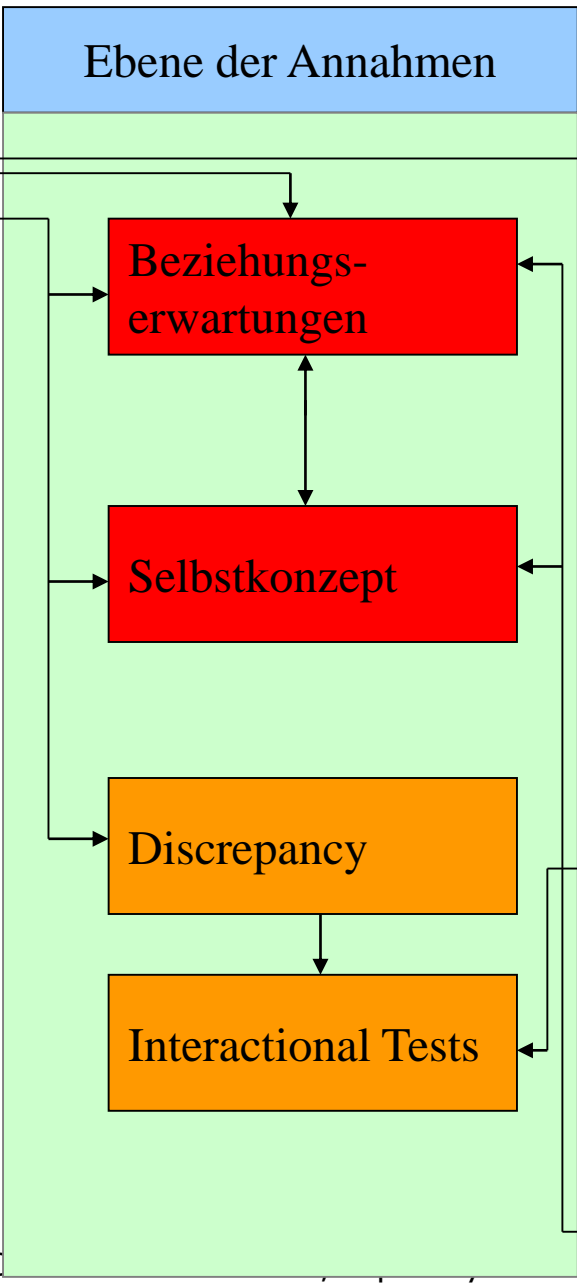 Ebene der Annahmen
Beziehungs-
erwartungen
Selbstkonzept
Discrepancy
Interactional Tests